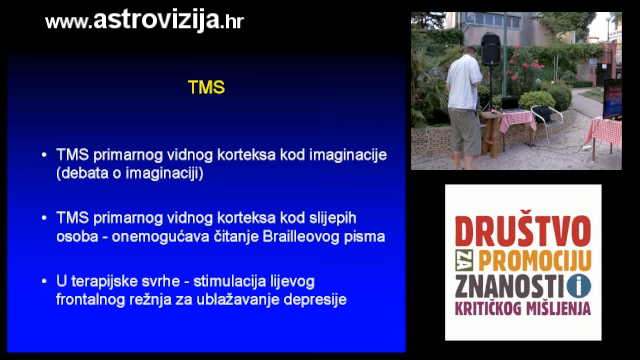 www.astrovizija.hr
TMS
• TMS primarnog vidnog korteksa kod imaginacije
(debata o imaginaciji)
• TMS primarnog vidnog korteksa kod slijepih
osoba - onemogućava čitanje Brailleovog pisma
• U terapijske svrhe - stimulacija lijevog
frontalnog režnja za ublažavanje depresije
DRUŠTVO
ZA PROMOCIJU
ZNANOSTI i
KRITIČKOG MIŠLJENJA